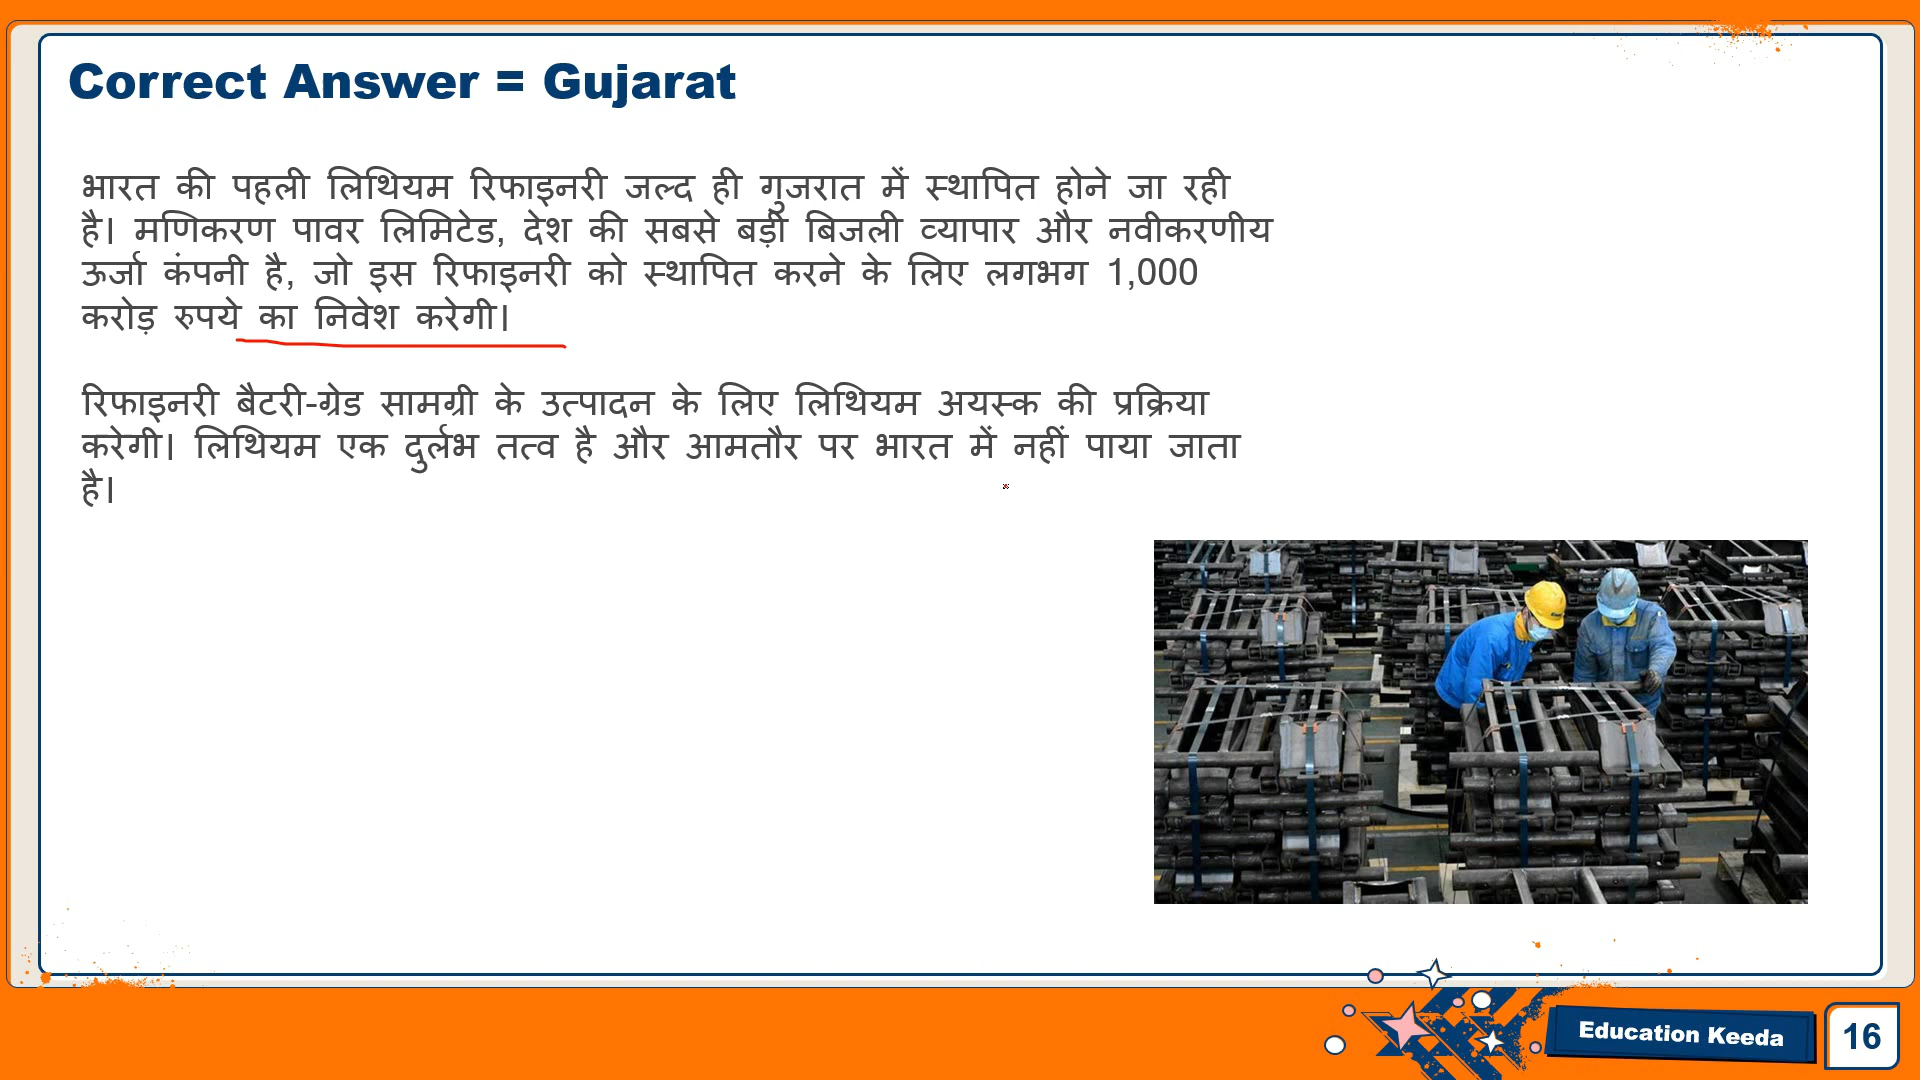 Correct Answer = Gujarat
भारत की पहली लिथियम रिफाइनरी जल्द ही गुजरात में स्थापित होने जा रही
है। मणिकरण पावर लिमिटेड, देश की सबसे बड़ी बिजली व्यापार और नवीकरणीय
ऊर्जा कंपनी है, जो इस रिफाइनरी को स्थापित करने के लिए लगभग 1,000
करोड़ रुपये का निवेश करेगी।
रिफाइनरी बैटरी-ग्रेड सामग्री के उत्पादन के लिए लिथियम अयस्क की प्रक्रिया
करेगी। लिथियम एक दुर्लभ तत्व है और आमतौर पर भारत में नहीं पाया जाता
है।
Education Keeda
16